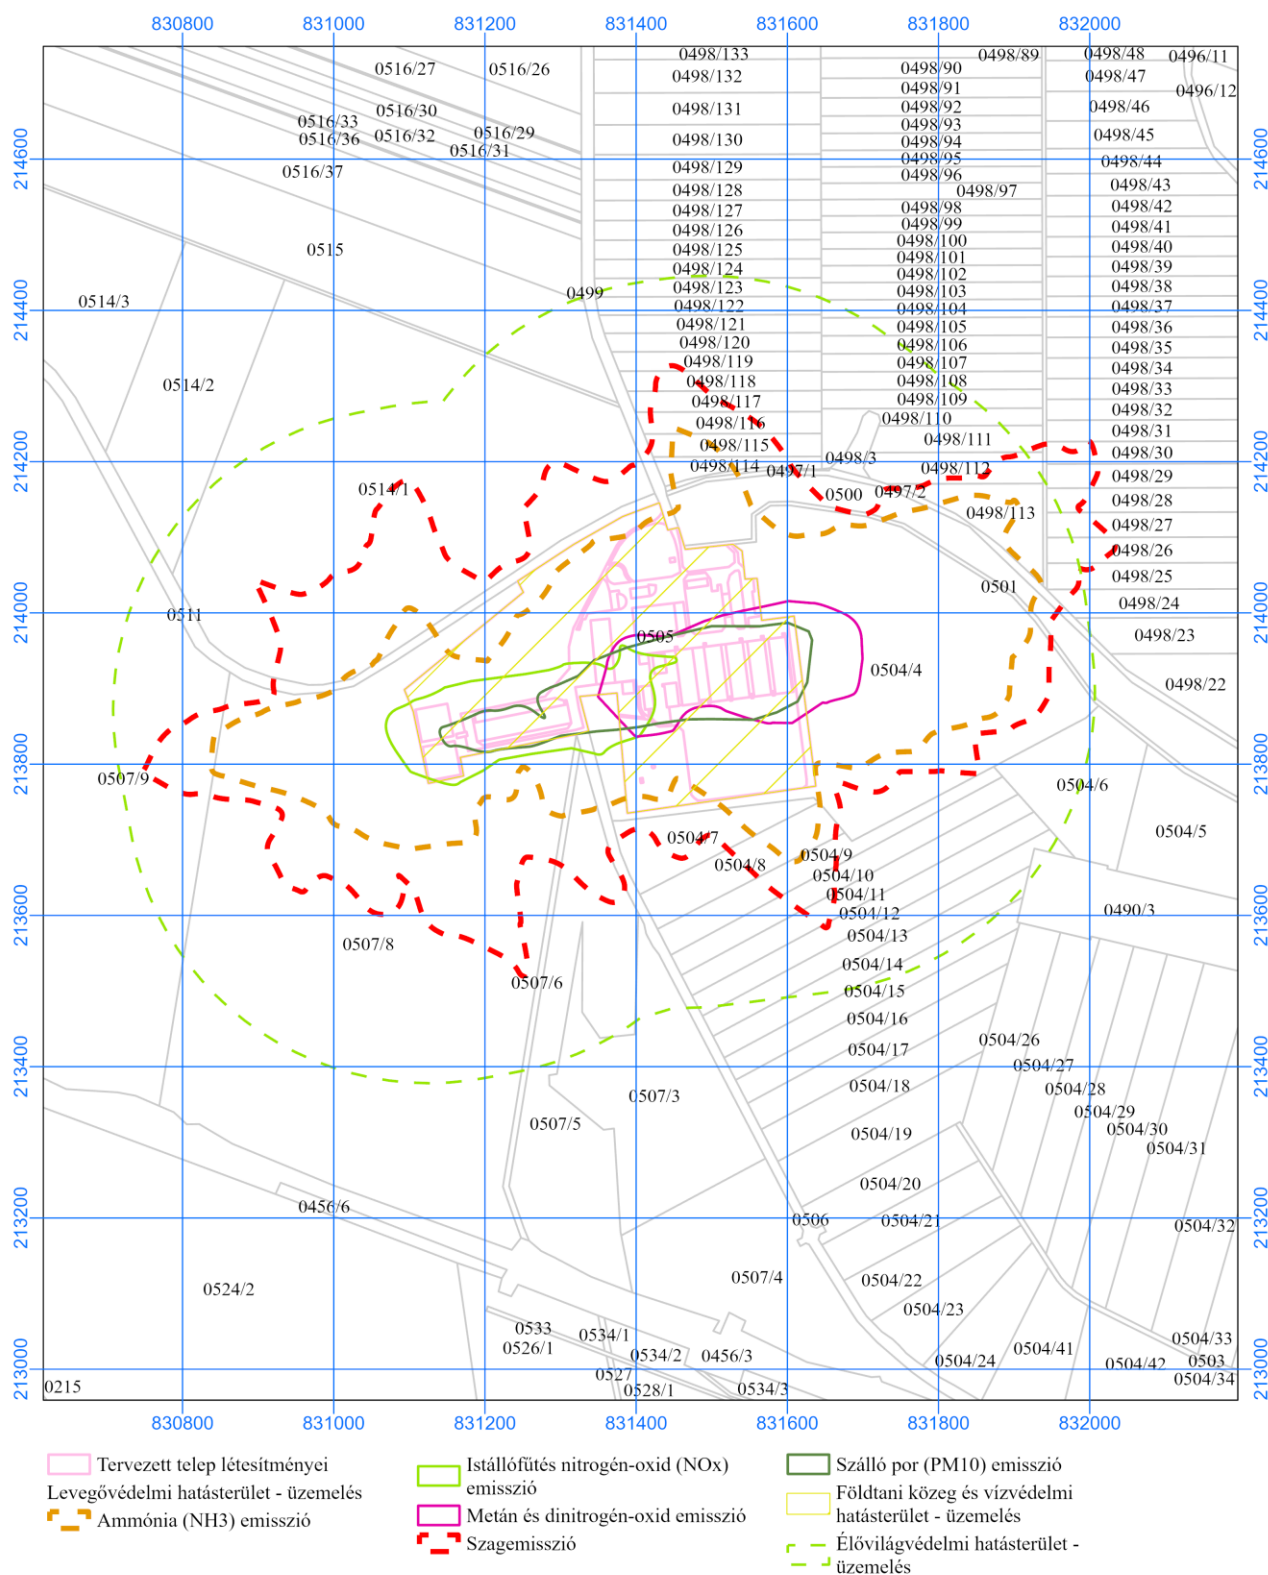 830800 831000 831200 831400 831600 831800 832000
0498/133 0498/89 0498/48 0496/11
0516/27 0516/26 0498/132 0498/90 0498/47
0498/91 0496/12
0516/30 0498/131 0498/92 0498/46
0516/33 0498/93
0516/36 0516/32 0516/29 0498/130 0498/94 0498/45
0516/31 0498/95
214600 0498/44 214600
0516/37 0498/129 0498/96 0498/43
0498/128 0498/97
0498/127 0498/98 0498/42
0498/126 0498/99 0498/41
0515 0498/125 0498/100 0498/40
0498/124 0498/101 0498/39
0498/102
0514/3 0499 0498/123 0498/103 0498/38
214400 0498/122 0498/104 0498/37 214400
0498/121 0498/105 0498/36
0498/120 0498/106 0498/35
0498/119 0498/107 0498/34
0514/2 0498/118 0498/108 0498/33
0498/117 0498/109 0498/32
0498/116 0498/110 0498/31
0498/115 0498/111 0498/30
214200 0498/114 0497/1 0498/3 0498/112 0498/29 214200
0514/1 0500 0497/2 0498/28
0498/113 0498/27
0498/26
0501 0498/25
0511 0498/24
214000 0505 0498/23 214000
0504/4 0498/22
213800 0507/9 0504/6 213800
0504/7 0504/5
0504/8 0504/9
0504/10
0504/11
213600 0504/12 0490/3 213600
0507/8 0504/13
0504/14
0507/6 0504/15
0504/16
0504/17 0504/26
213400 0504/27 213400
0507/3 0504/18 0504/28
0504/29
0507/5 0504/19 0504/30
0504/31
0504/20
213200 0456/6 0506 0504/21 0504/32 213200
0524/2 0507/4 0504/22
0504/23
0533 0534/1 0504/33
0526/1 0534/2 0456/3 0504/24 0504/41 0504/42 0503
213000 0527 0504/34 213000
0215 0528/1 0534/3
830800 831000 831200 831400 831600 831800 832000
Tervezett telep létesítményei
Levegővédelmi hatásterület - üzemelés
Ammónia (NH3) emisszió
Istállófűtés nitrogén-oxid (NOx)
emisszió
Metán és dinitrogén-oxid emisszió
Szagemisszió
Szálló por (PM10) emisszió
Földtani közeg és vízvédelmi
hatásterület - üzemelés
Élővilágvédelmi hatásterület -
üzemelés